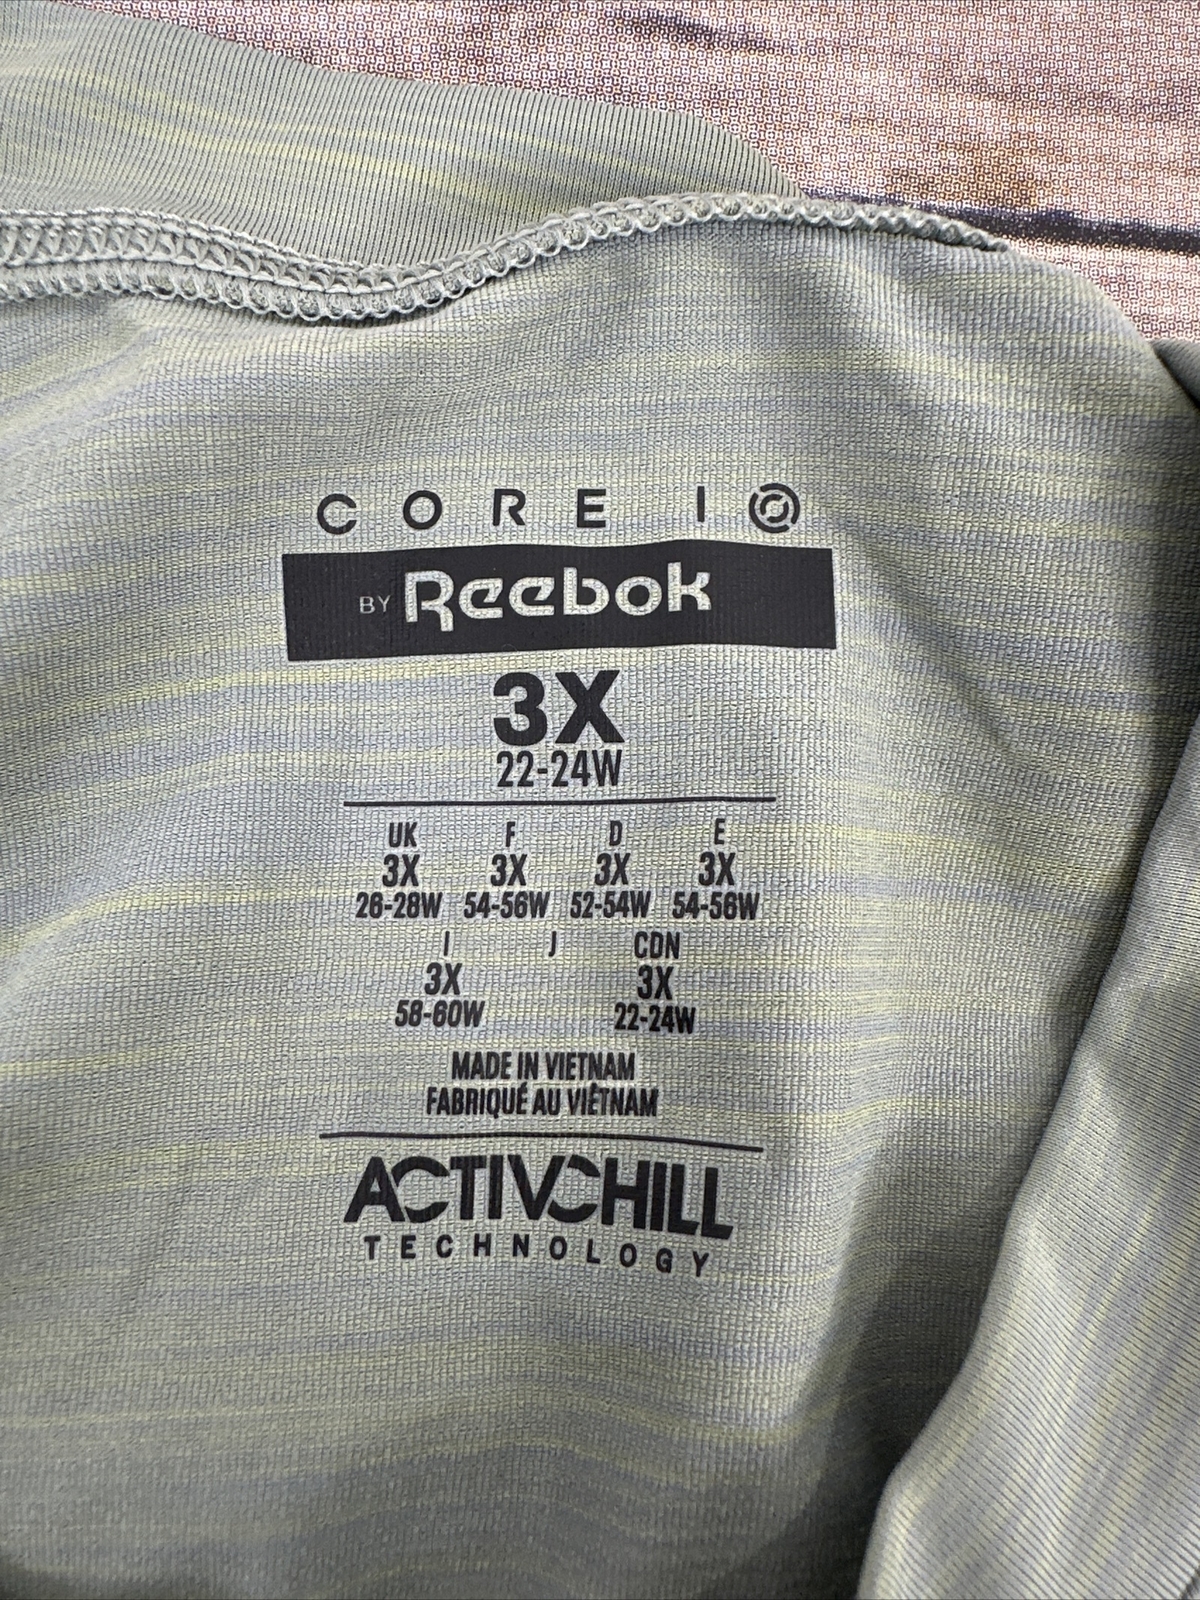 CORE 10
BY Reebok
3X
22-24W
UK F D E
3X 3X 3X 3X
26-28W 54-56W 52-54W 54-56W
I J CDN
3X 3X
58-60W 22-24W
MADE IN VIETNAM
FABRIQUÉ AU VIÊTNAM
ACTIVCHILL
TECHNOLOGY